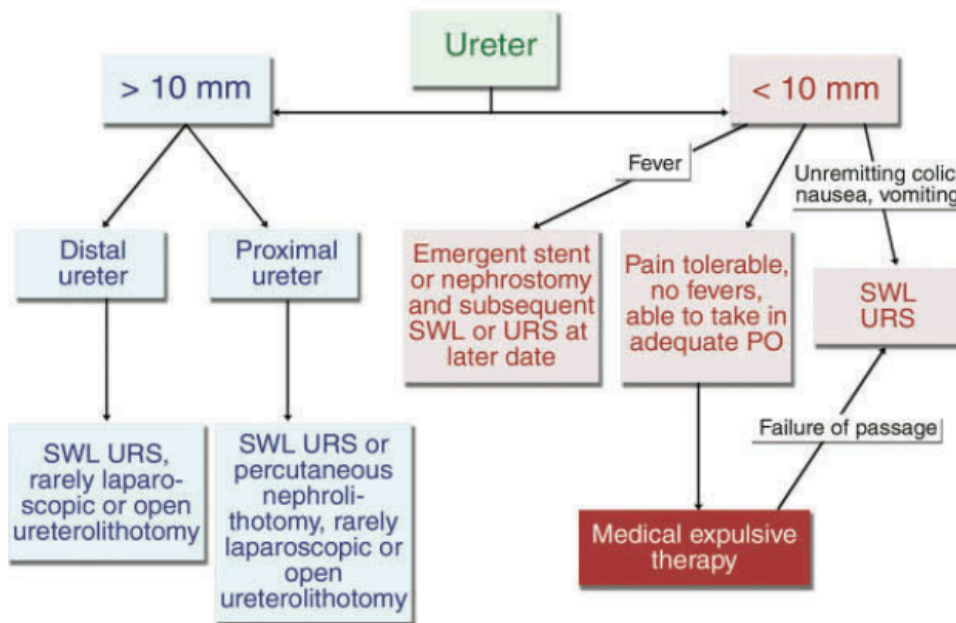 Ureter
> 10 mm
< 10 mm
Fever
Unremitting colic,
nausea, vomiting
Distal
ureter
Proximal
ureter
Emergent stent
or nephrostomy
and subsequent
SWL or URS at
later date
Pain tolerable,
no fevers,
able to take in
adequate PO
SWL
URS
Failure of passage
SWL URS,
rarely laparo-
scopic or open
ureterolithotomy
SWL URS or
percutaneous
nephroli-
thotomy, rarely
laparoscopic or
open
ureterolithotomy
Medical expulsive
therapy